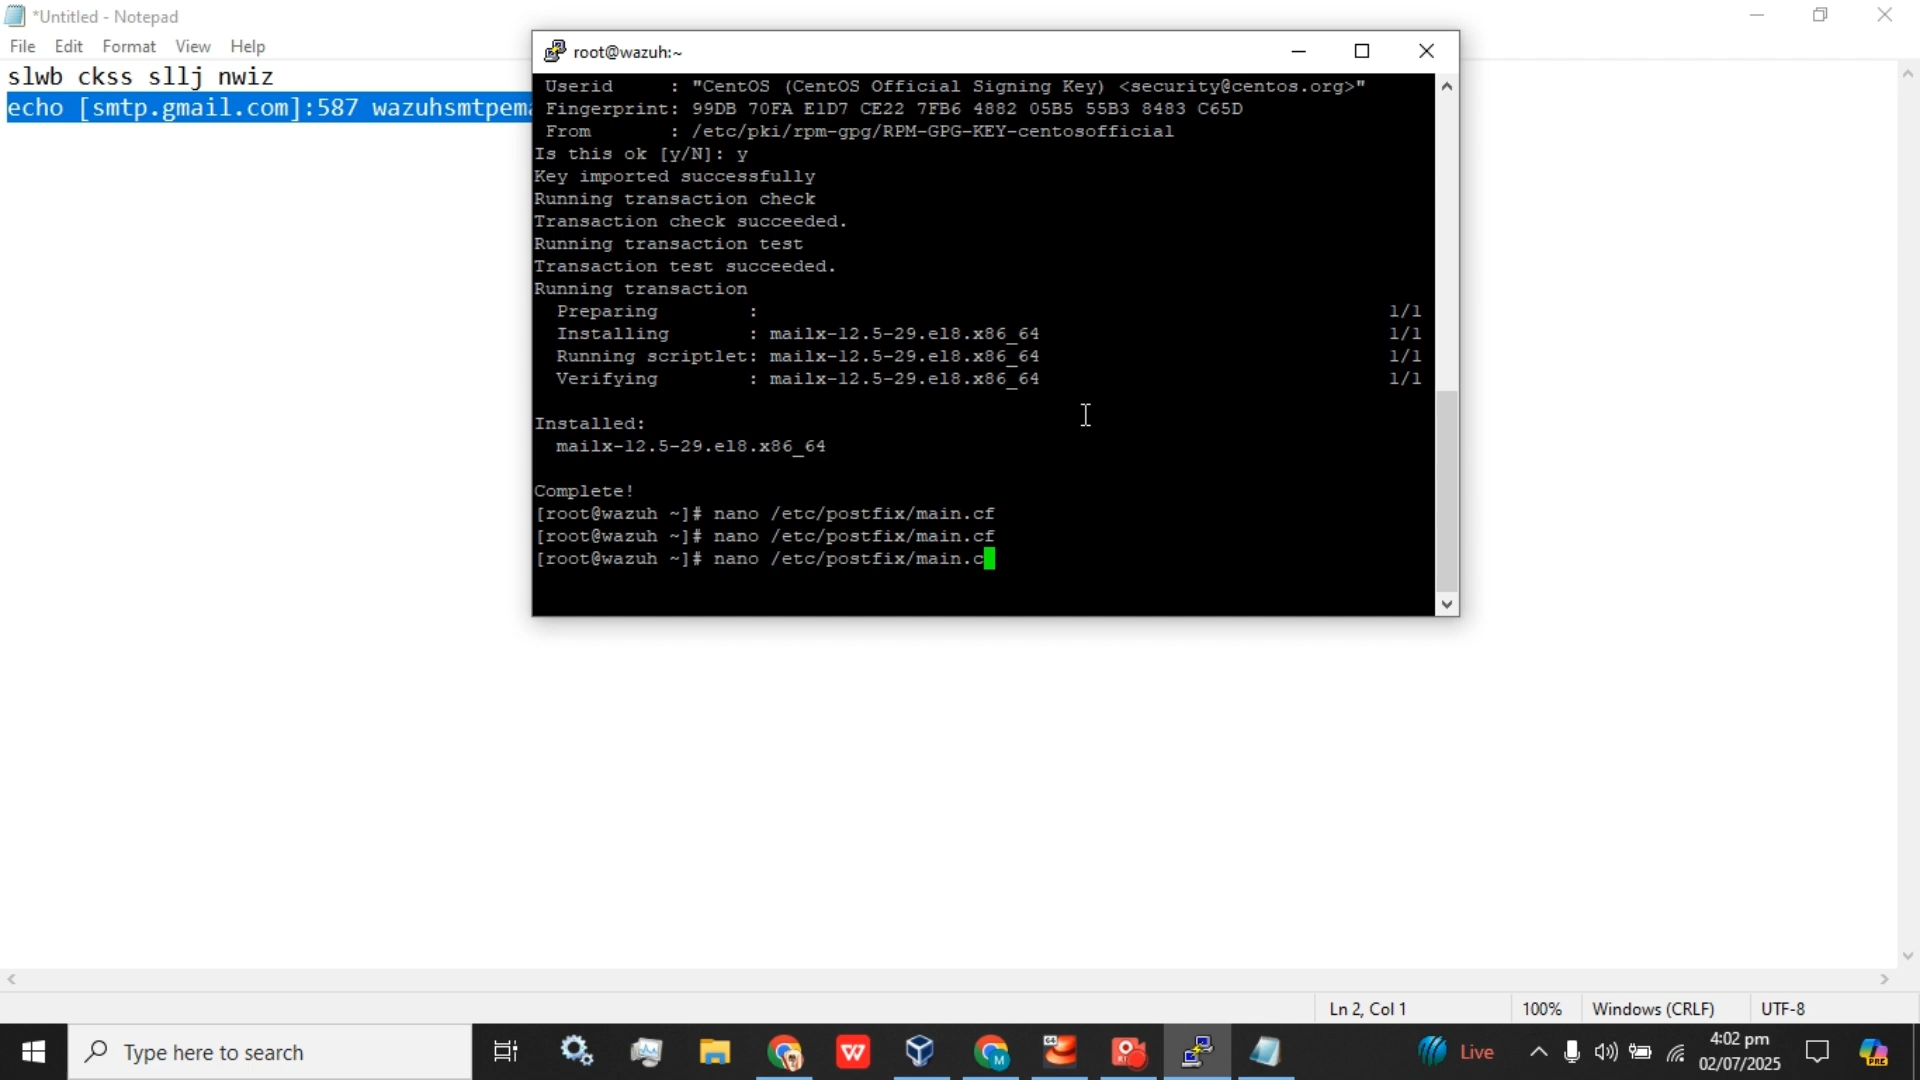 *Untitled - Notepad
File Edit Format View Help
slwb ckss sllj nwiz
echo [smtp.gmail.com]:587 wazuhsmtpema
root@wazuh:~
Userid : "CentOS (CentOS Official Signing Key) <security@centos.org>"
Fingerprint: 99DB 70FA E1D7 CE22 7FB6 4882 05B5 55B3 8483 C65D
From : /etc/pki/rpm-gpg/RPM-GPG-KEY-centosofficial
Is this ok [y/N]: y
Key imported successfully
Running transaction check
Transaction check succeeded.
Running transaction test
Transaction test succeeded.
Running transaction
Preparing : 1/1
Installing : mailx-12.5-29.el8.x86_64 1/1
Running scriptlet: mailx-12.5-29.el8.x86_64 1/1
Verifying : mailx-12.5-29.el8.x86_64 1/1
Installed:
mailx-12.5-29.el8.x86_64
Complete!
[root@wazuh ~]# nano /etc/postfix/main.cf
[root@wazuh ~]# nano /etc/postfix/main.cf
[root@wazuh ~]# nano /etc/postfix/main.c
Ln 2, Col 1 100% Windows (CRLF) UTF-8
Type here to search
Live
4:02 pm
02/07/2025